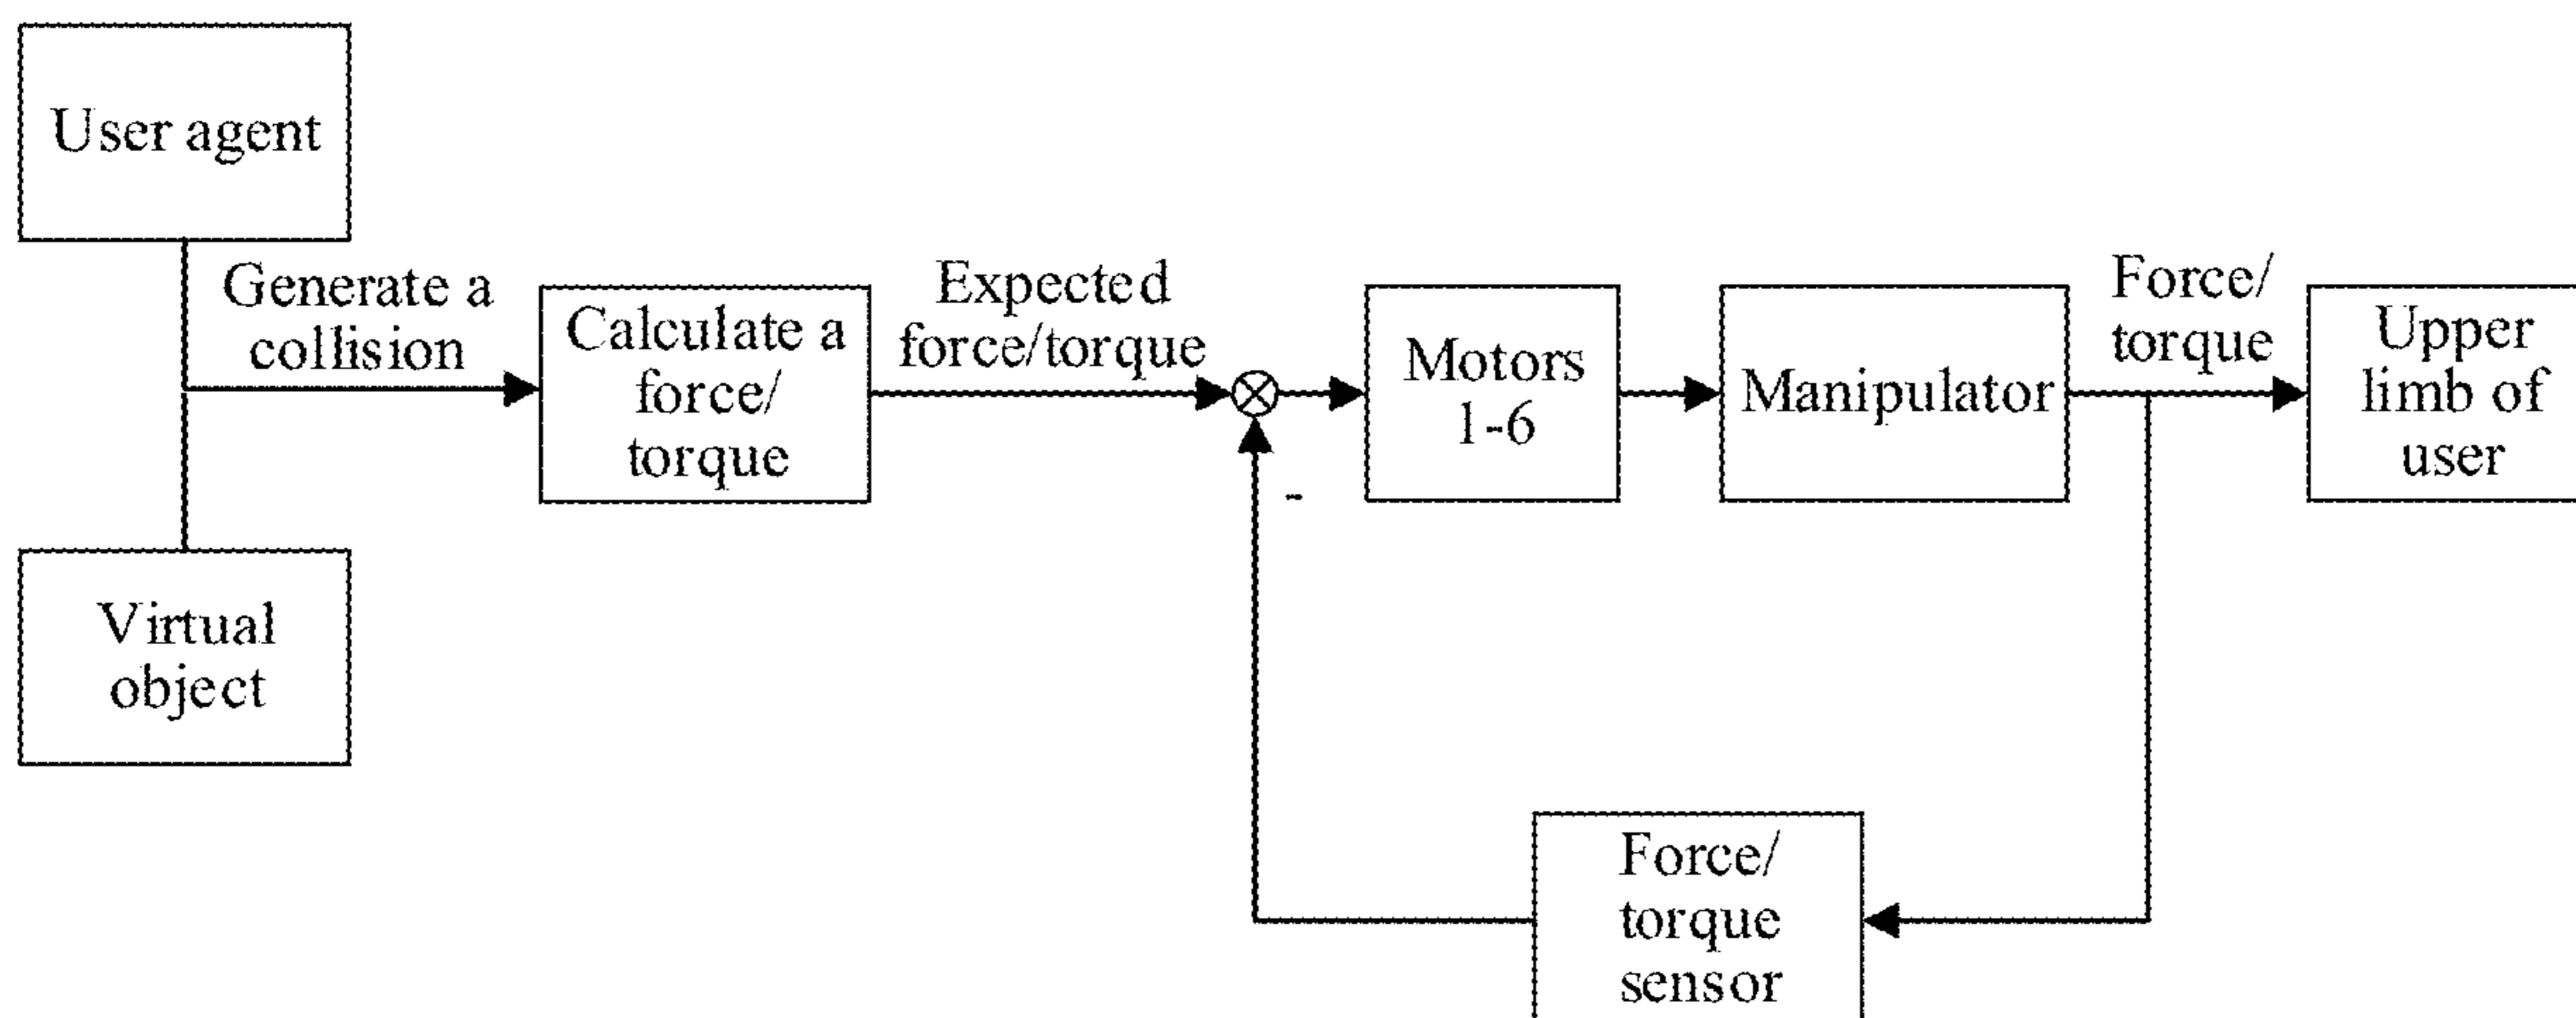 User agent
Generate a
collision
Calculate a
force/
torque
Expected
force/torque
-
Motors
1-6
Manipulator
Force/
torque
Upper
limb of
user
Virtual
object
Force/
torque
sensor